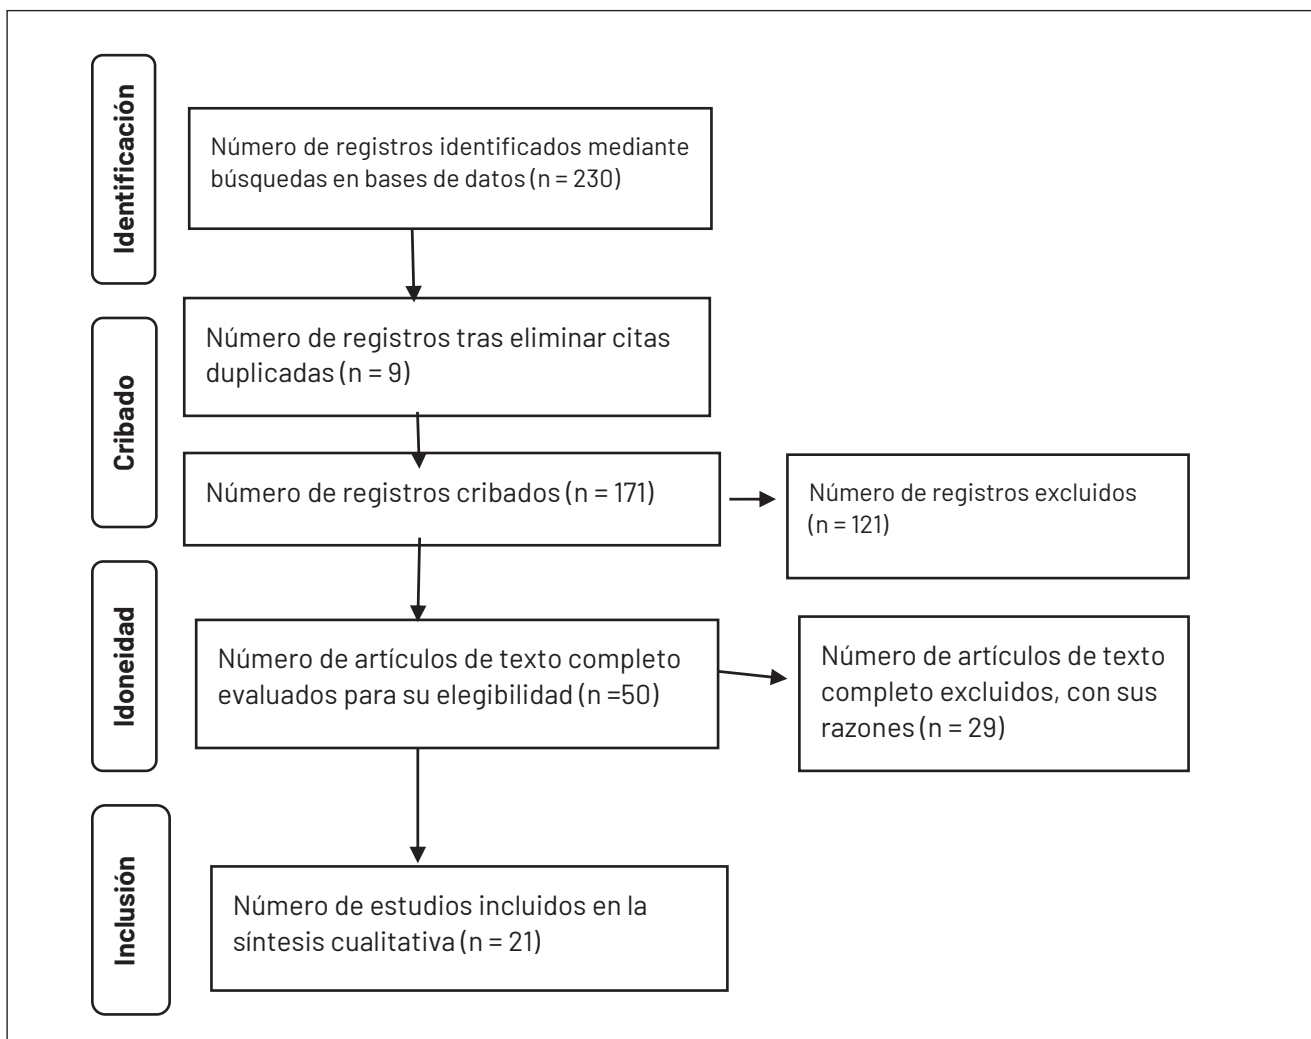 Identificación
Número de registros identificados mediante
búsquedas en bases de datos (n = 230)
Cribado
Número de registros tras eliminar citas
duplicadas (n = 9)
Número de registros cribados (n = 171)
Número de registros excluidos
(n = 121)
Idoneidad
Número de artículos de texto completo
evaluados para su elegibilidad (n =50)
Número de artículos de texto
completo excluidos, con sus
razones (n = 29)
Inclusión
Número de estudios incluidos en la
síntesis cualitativa (n = 21)